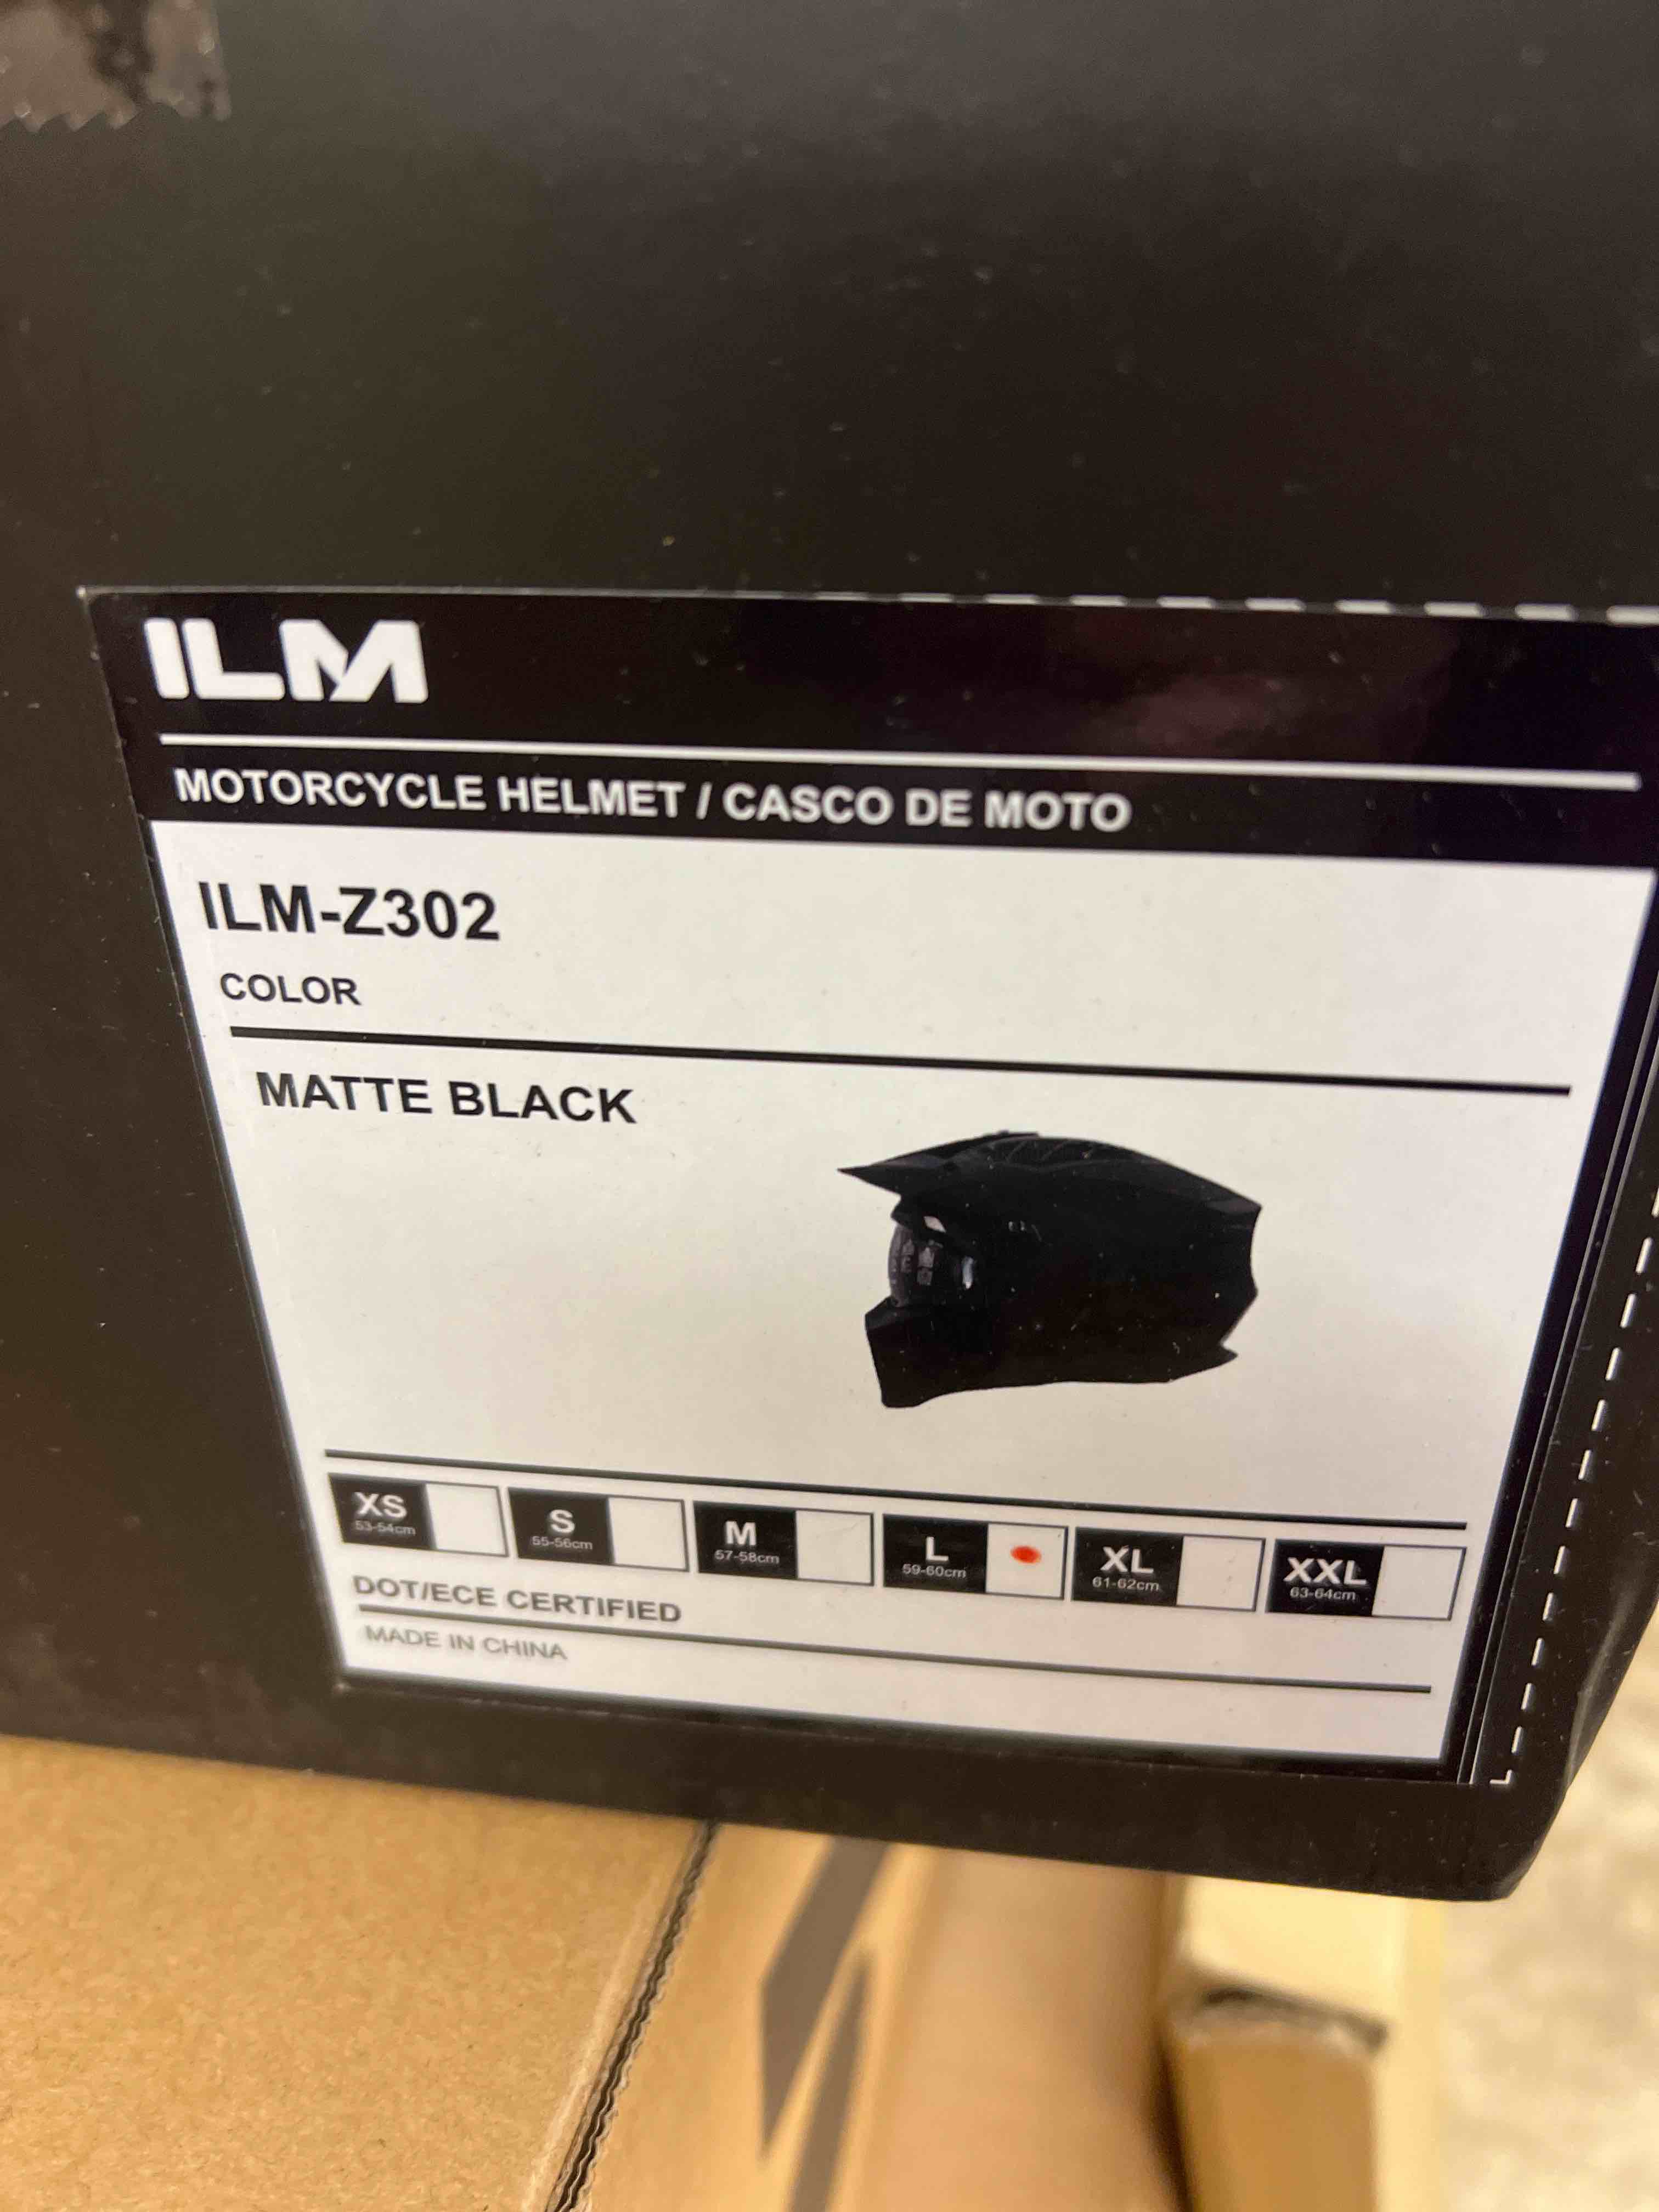 ILM
MOTORCYCLE HELMET / CASCO DE MOTO
ILM-Z302
COLOR
MATTE BLACK
XS S M L XL XXL
53-54cm 55-56cm 57-58cm 59-60cm 61-62cm 63-64cm
DOT/ECE CERTIFIED
MADE IN CHINA